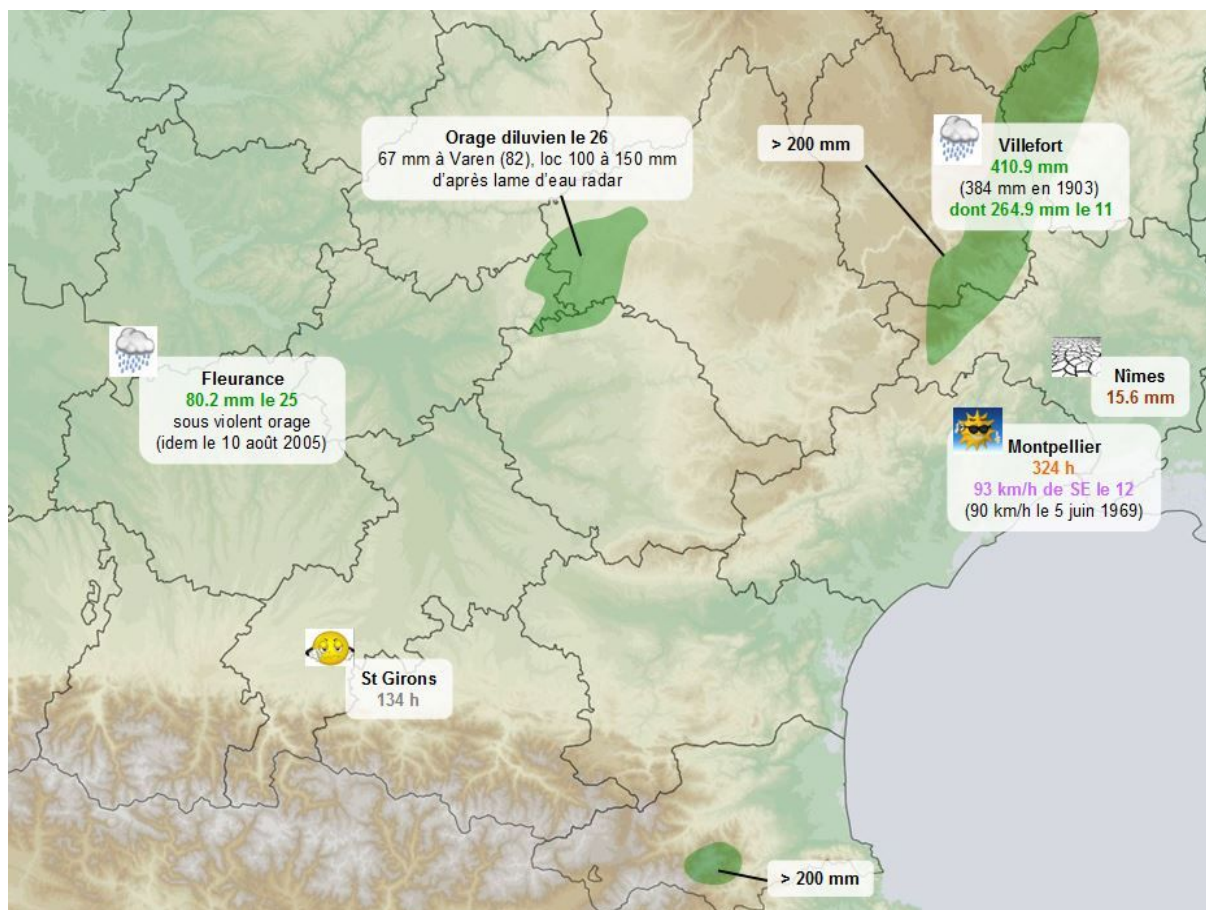 Orage diluvien le 26
67 mm à Varen (82), loc 100 à 150 mm
d'après lame d'eau radar
> 200 mm
Villefort
410.9 mm
(384 mm en 1903)
dont 264.9 mm le 11
Fleurance
80.2 mm le 25
sous violent orage
(idem le 10 août 2005)
Nîmes
15.6 mm
Montpellier
324 h
93 km/h de SE le 12
(90 km/h le 5 juin 1969)
St Girons
134 h
> 200 mm